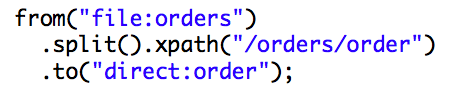 from("file:orders")
.split().xpath("/orders/order")
.to("direct:order");